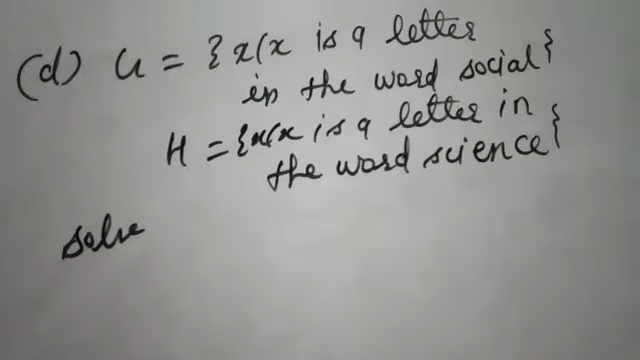 (d) U = {x(x is a letter
in the word social}
H = {x(x is a letter in
the word science}
solve